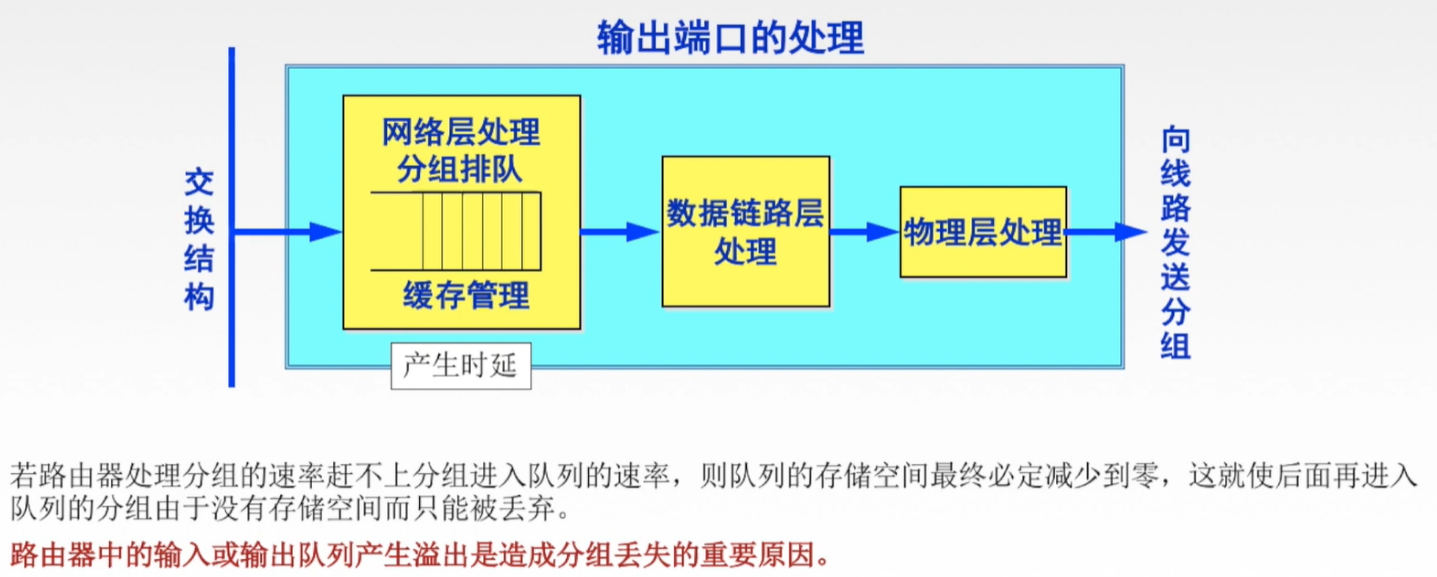 输出端口的处理
交换结构
网络层处理
分组排队
缓存管理
产生时延
数据链路层
处理
物理层处理
向线路发送分组
若路由器处理分组的速率赶不上分组进入队列的速率，则队列的存储空间最终必定减少到零，这就使后面再进入
队列的分组由于没有存储空间而只能被丢弃。
路由器中的输入或输出队列产生溢出是造成分组丢失的重要原因。